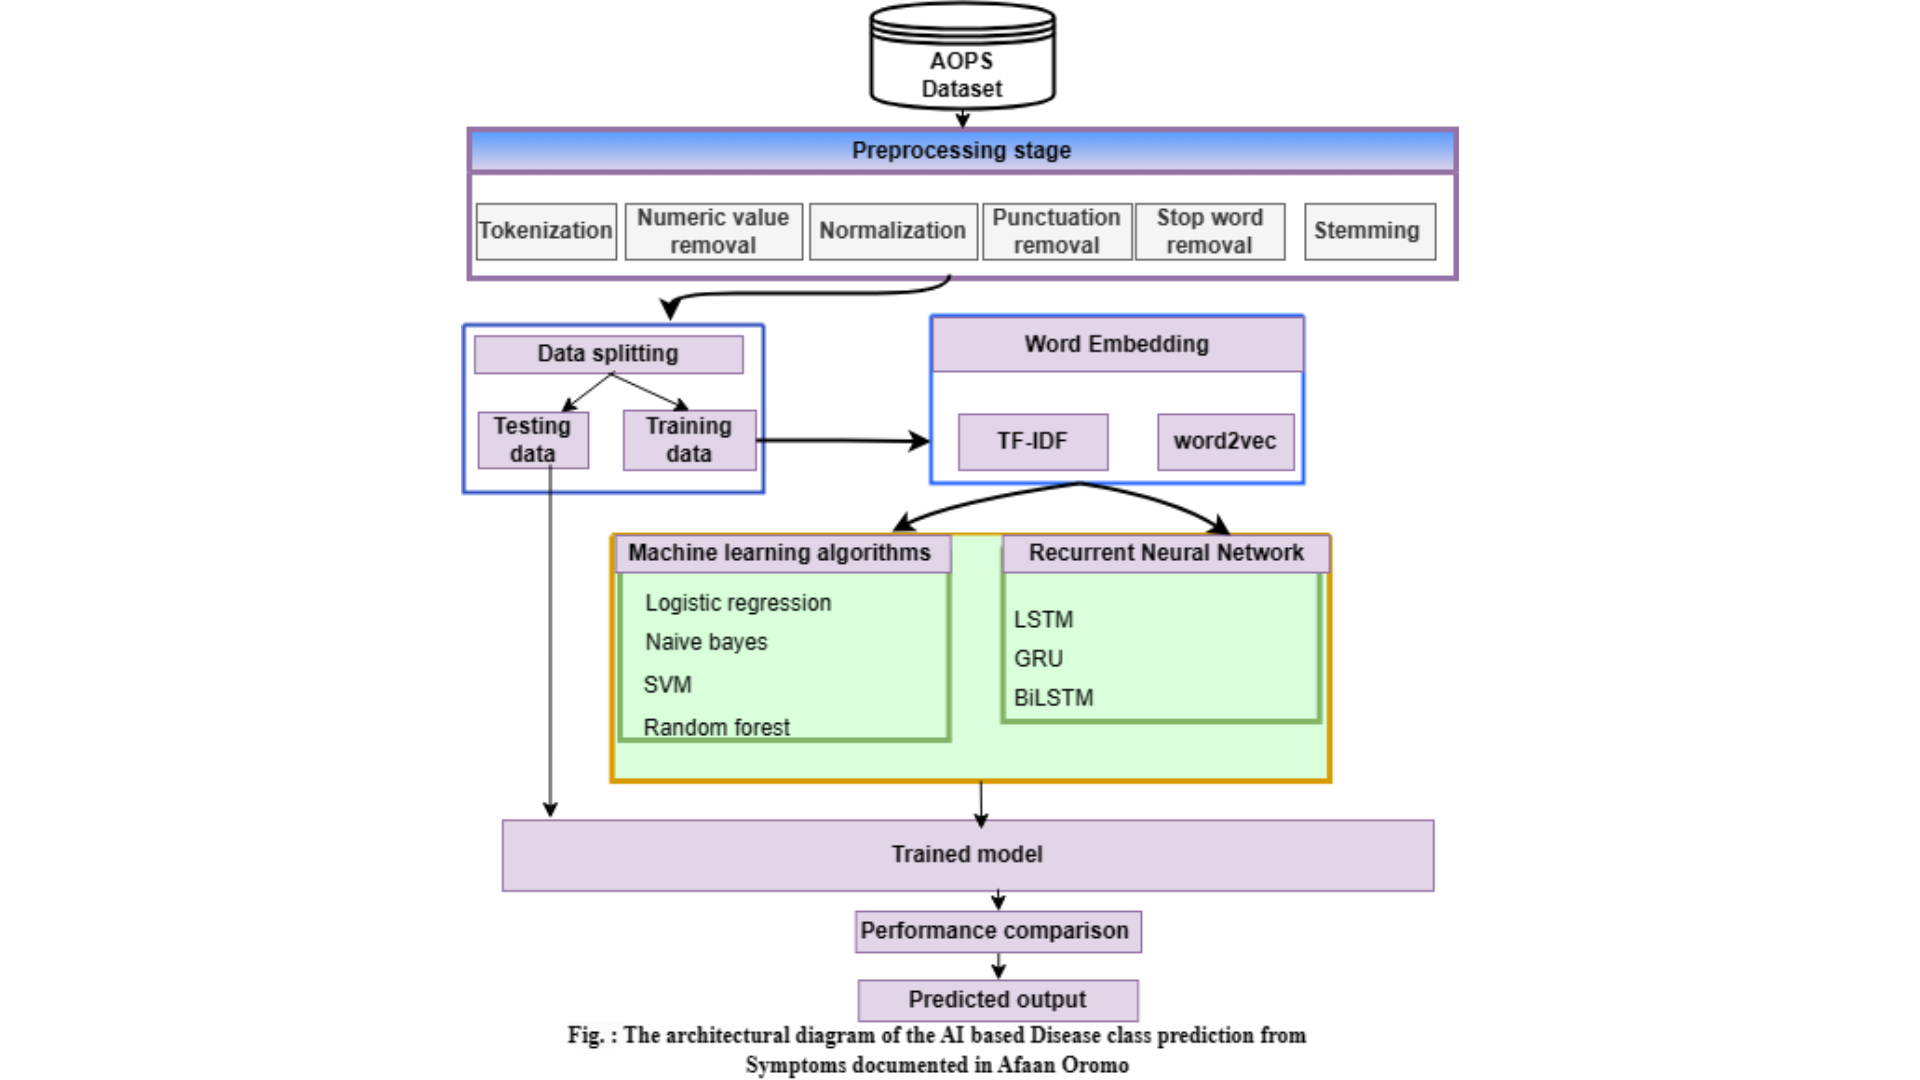 AOPS
Dataset
Preprocessing stage
Tokenization
Numeric value
removal
Normalization
Punctuation
removal
Stop word
removal
Stemming
Data splitting
Testing
data
Training
data
Word Embedding
TF-IDF
word2vec
Machine learning algorithms
Logistic regression
Naive bayes
SVM
Random forest
Recurrent Neural Network
LSTM
GRU
BiLSTM
Trained model
Performance comparison
Predicted output
Fig. : The architectural diagram of the AI based Disease class prediction from
Symptoms documented in Afaan Oromo